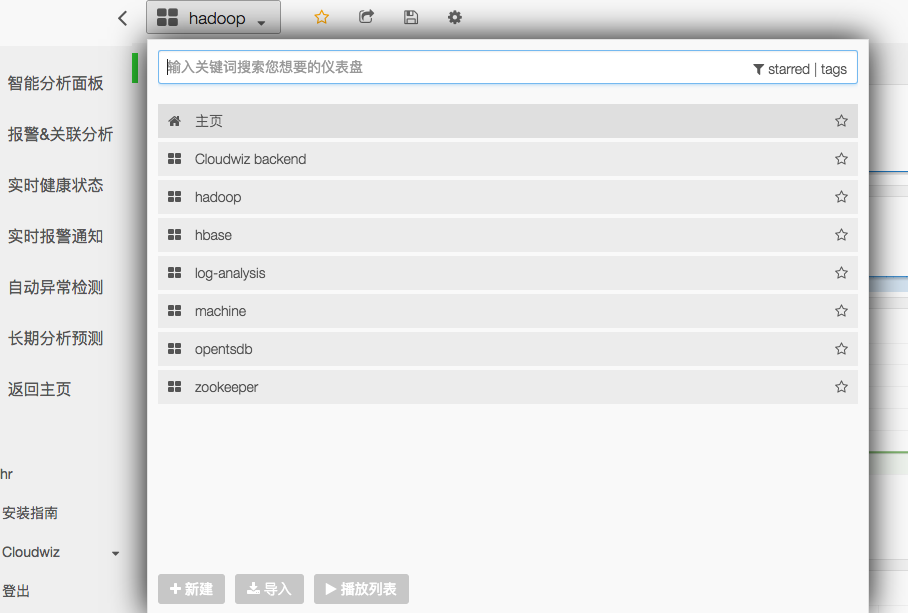 hadoop
输入关键词搜索您想要的仪表盘
starred | tags
主页
Cloudwiz backend
hadoop
hbase
log-analysis
machine
opentsdb
zookeeper
新建
导入
播放列表
智能分析面板
报警&关联分析
实时健康状态
实时报警通知
自动异常检测
长期分析预测
返回主页
hr
安装指南
Cloudwiz
登出